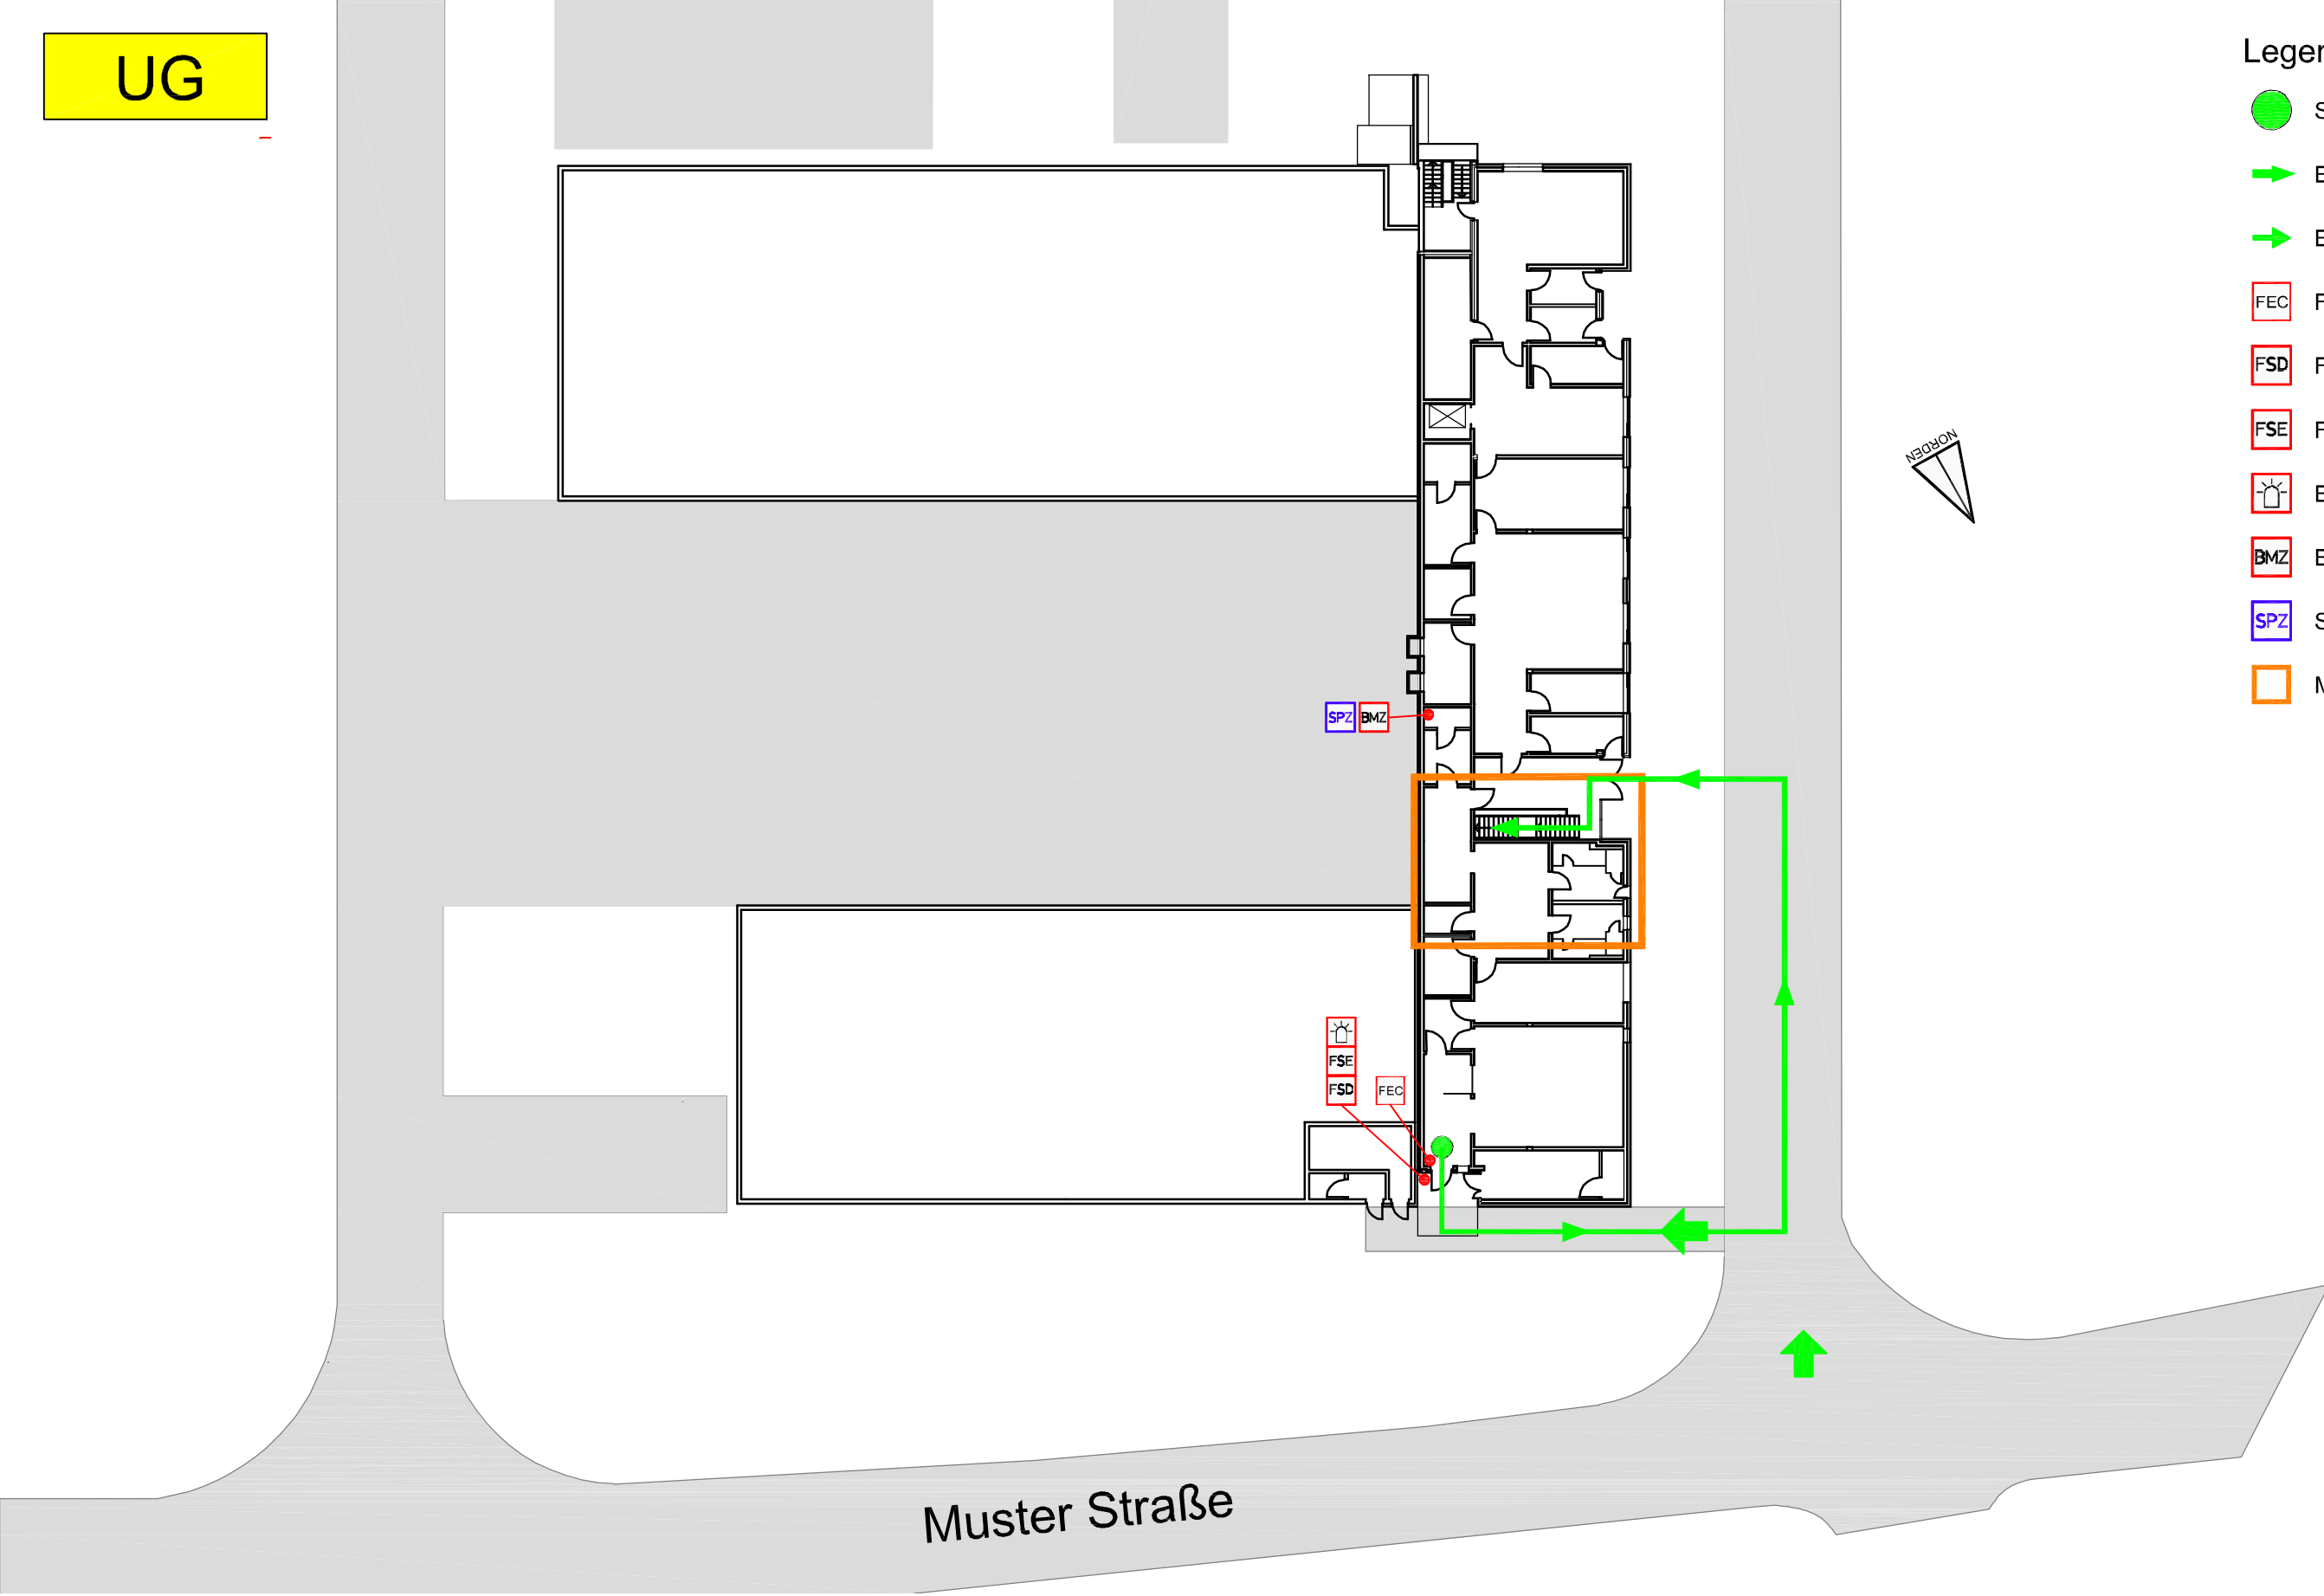 UG
Legen
S
E
E
FEC F
FSD F
FSE F
E
BMZ E
SPZ S
M
NORDEN
SPZ BMZ
FSE
FSD FEC
Muster Straße